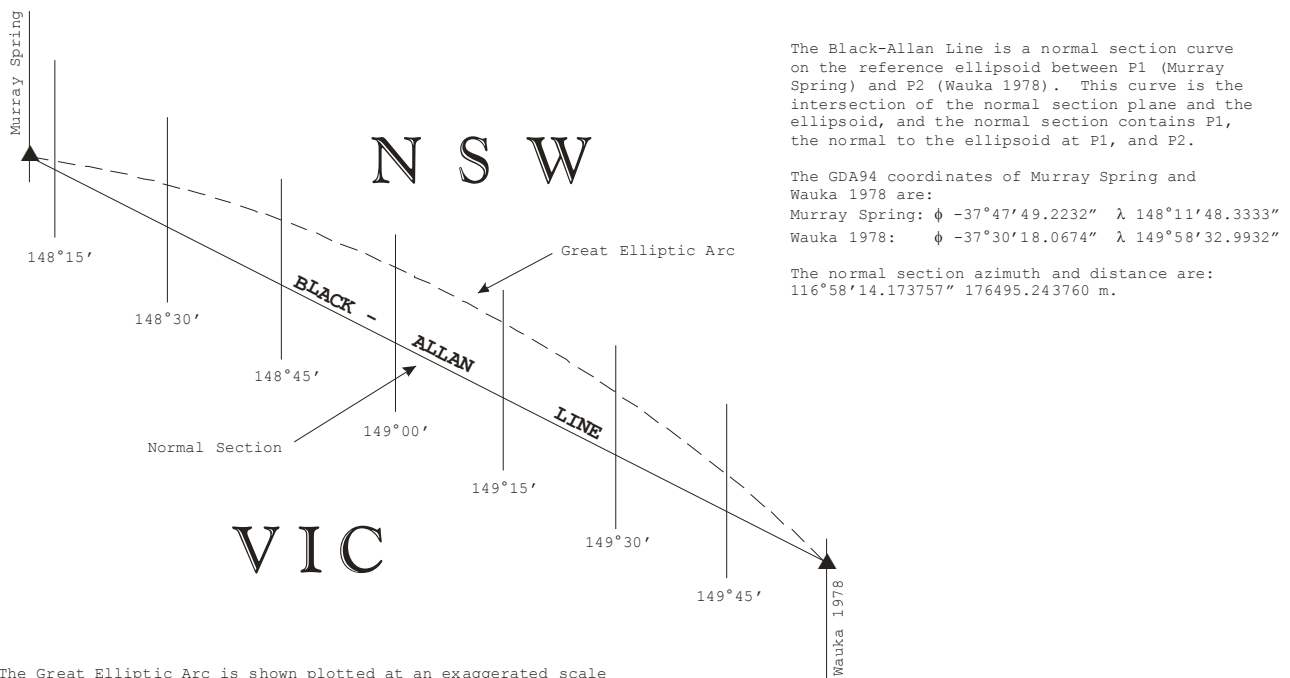 Murray Spring
The Black-Allan Line is a normal section curve
on the reference ellipsoid between P1 (Murray
Spring) and P2 (Wauka 1978).  This curve is the
intersection of the normal section plane and the
ellipsoid, and the normal section contains P1,
the normal to the ellipsoid at P1, and P2.
The GDA94 coordinates of Murray Spring and
Wauka 1978 are:
Murray Spring: ϕ -37°47′49.2232″  λ 148°11′48.3333″
Wauka 1978:    ϕ -37°30′18.0674″  λ 149°58′32.9932″
The normal section azimuth and distance are:
116°58′14.173757″ 176495.243760 m.
N S W
148°15′
Great Elliptic Arc
148°30′
BLACK - ALLAN LINE
148°45′
149°00′
Normal Section
149°15′
VIC
149°30′
149°45′
Wauka 1978
The Great Elliptic Arc is shown plotted at an exaggerated scale